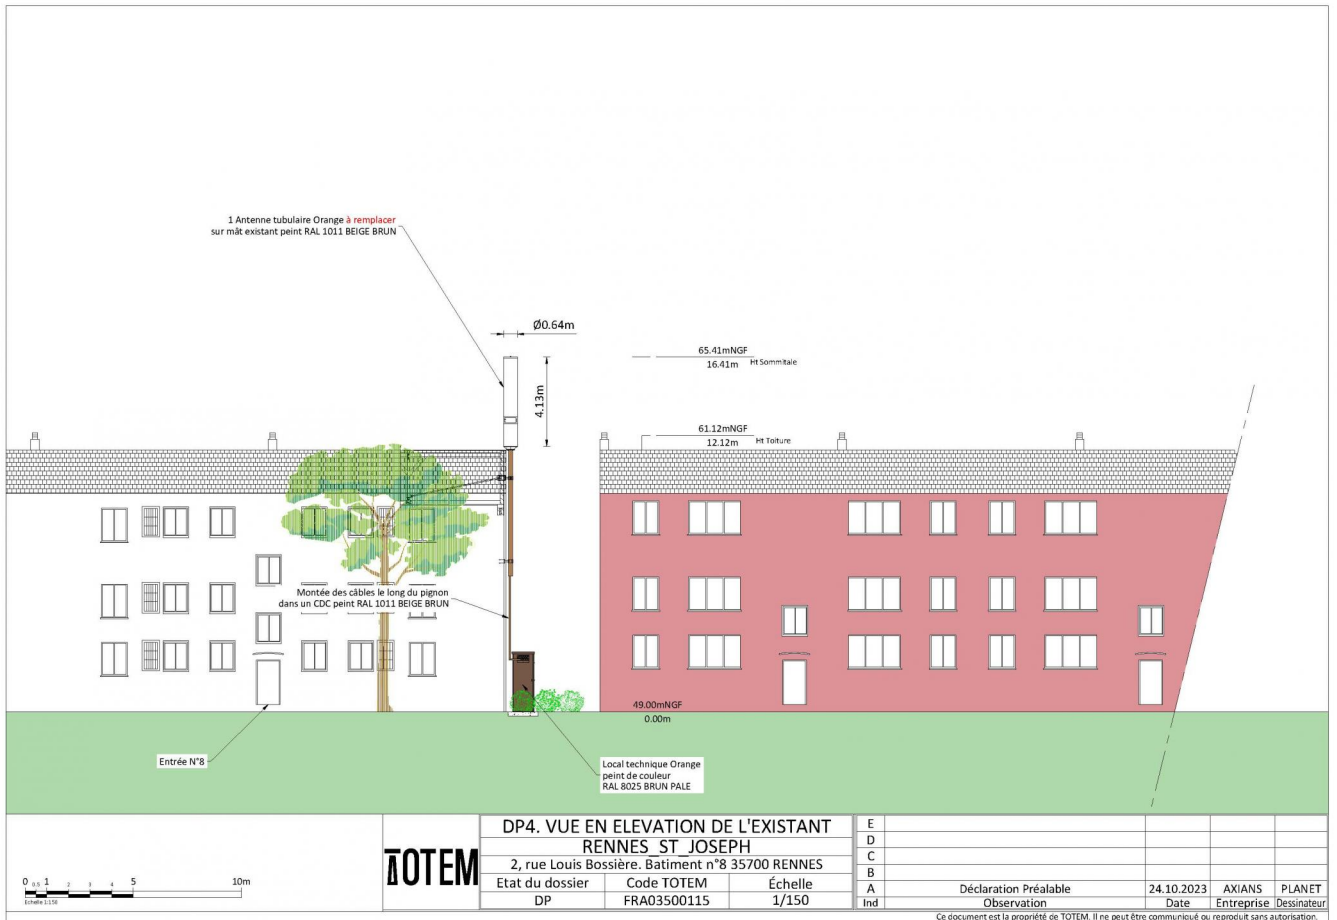 1 Antenne tubulaire Orange à remplacer
sur mât existant peint RAL 1011 BEIGE BRUN
Ø0.64m
4.13m
65.41mNGF
16.41m Ht Sommitale
61.12mNGF
12.12m Ht Toiture
Montée des câbles le long du pignon
dans un CDC peint RAL 1011 BEIGE BRUN
49.00mNGF
0.00m
Entrée N°8
Local technique Orange
peint de couleur
RAL 8025 BRUN PALE
0 0.5 1 2 3 4 5 10m
Echelle 1:150
TOTEM
DP4. VUE EN ELEVATION DE L'EXISTANT
RENNES_ST_JOSEPH
2, rue Louis Bossière. Batiment n°8 35700 RENNES
Etat du dossier Code TOTEM Échelle
DP FRA03500115 1/150
E
D
C
B
A Déclaration Préalable 24.10.2023 AXIANS PLANET
Ind Observation Date Entreprise Dessinateur
Ce document est la propriété de TOTEM. Il ne peut être communiqué ou reproduit sans autorisation.